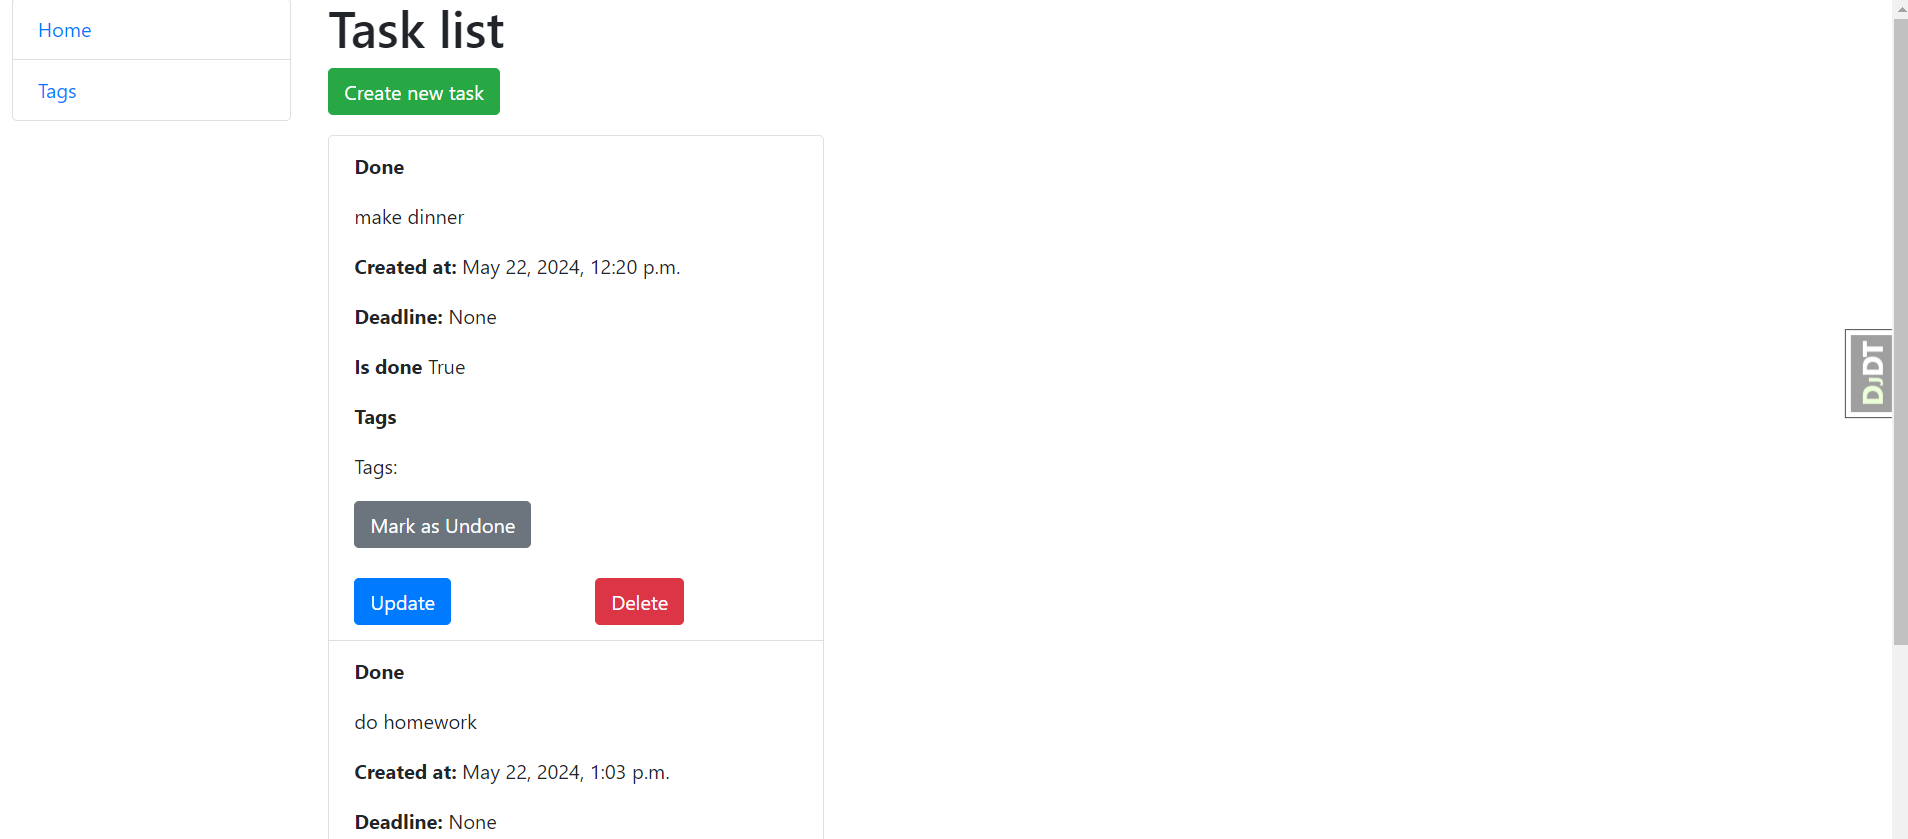 Home
Tags
Task list
Create new task
Done
make dinner
Created at: May 22, 2024, 12:20 p.m.
Deadline: None
Is done True
Tags
Tags:
Mark as Undone
Update Delete
Done
do homework
Created at: May 22, 2024, 1:03 p.m.
Deadline: None
DJDT